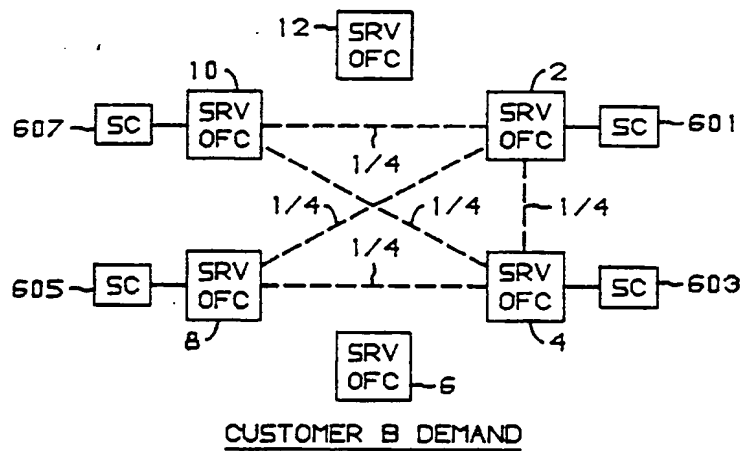 12
SRV
OFC
10
2
607
SC
SRV
OFC
SRV
OFC
SC
601
1/4
1/4
1/4
1/4
1/4
605
SC
SRV
OFC
SRV
OFC
SC
603
8
4
SRV
OFC
6
CUSTOMER B DEMAND